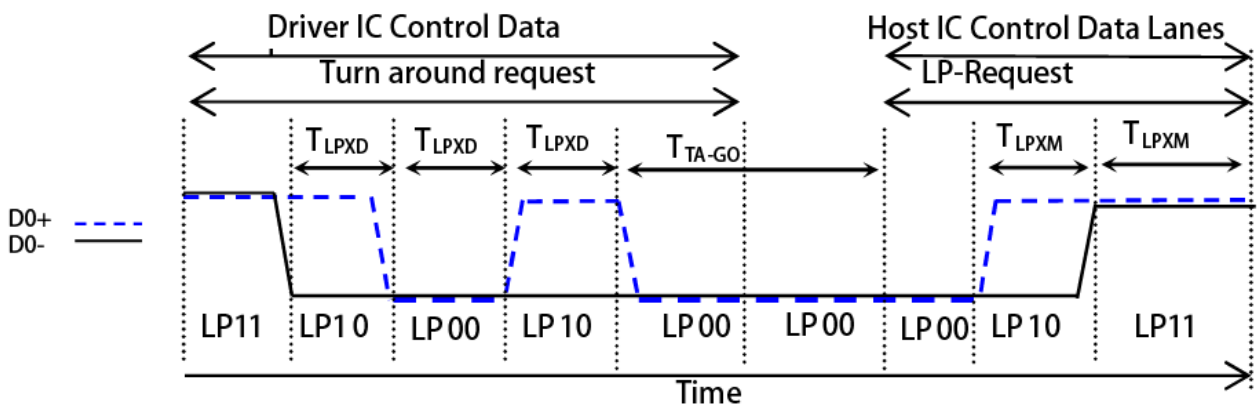 Driver IC Control Data
Host IC Control Data Lanes
Turn around request
LP-Request
TLPXD
TLPXD
TLPXD
TTA-GO
TLPXM
TLPXM
D0+
D0-
LP11
LP10
LP00
LP10
LP00
LP00
LP00
LP10
LP11
Time